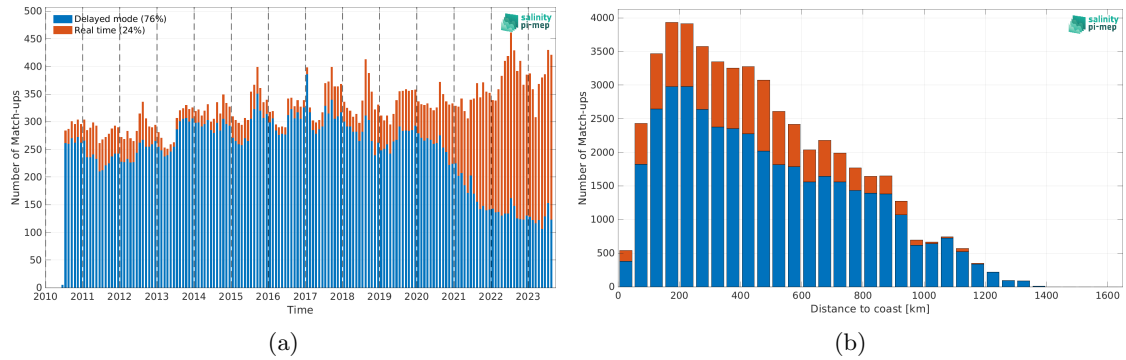 Number of Match-ups
500
450
400
350
300
250
200
150
100
50
0
Delayed mode (76%)
Real time (24%)
salinity
pi-mep
2010 2011 2012 2013 2014 2015 2016 2017 2018 2019 2020 2021 2022 2023
Time
(a)
Number of Match-ups
4000
3500
3000
2500
2000
1500
1000
500
0
salinity
pi-mep
0 200 400 600 800 1000 1200 1400 1600
Distance to coast [km]
(b)